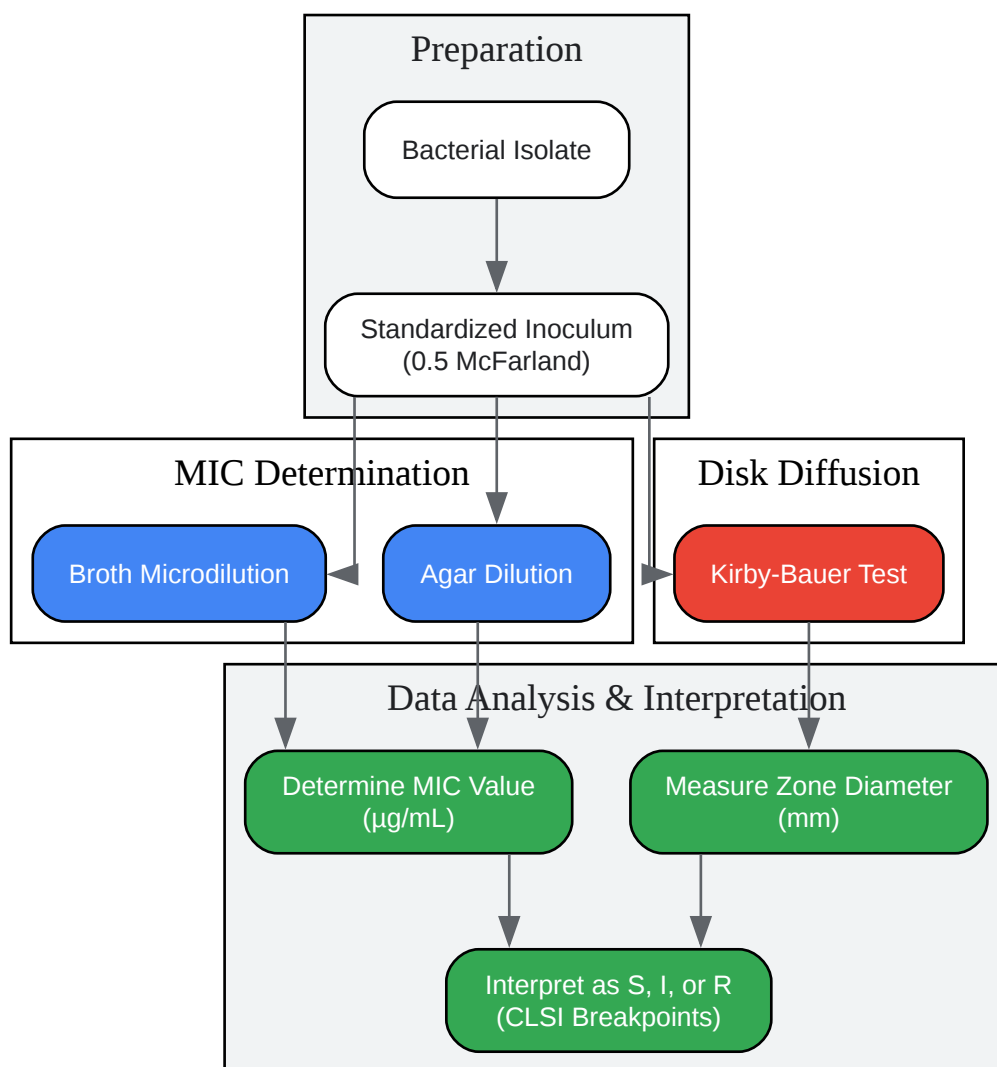 Preparation
Bacterial Isolate
Standardized Inoculum
(0.5 McFarland)
MIC Determination
Disk Diffusion
Broth Microdilution
Agar Dilution
Kirby-Bauer Test
Data Analysis & Interpretation
Determine MIC Value
(µg/mL)
Measure Zone Diameter
(mm)
Interpret as S, I, or R
(CLSI Breakpoints)